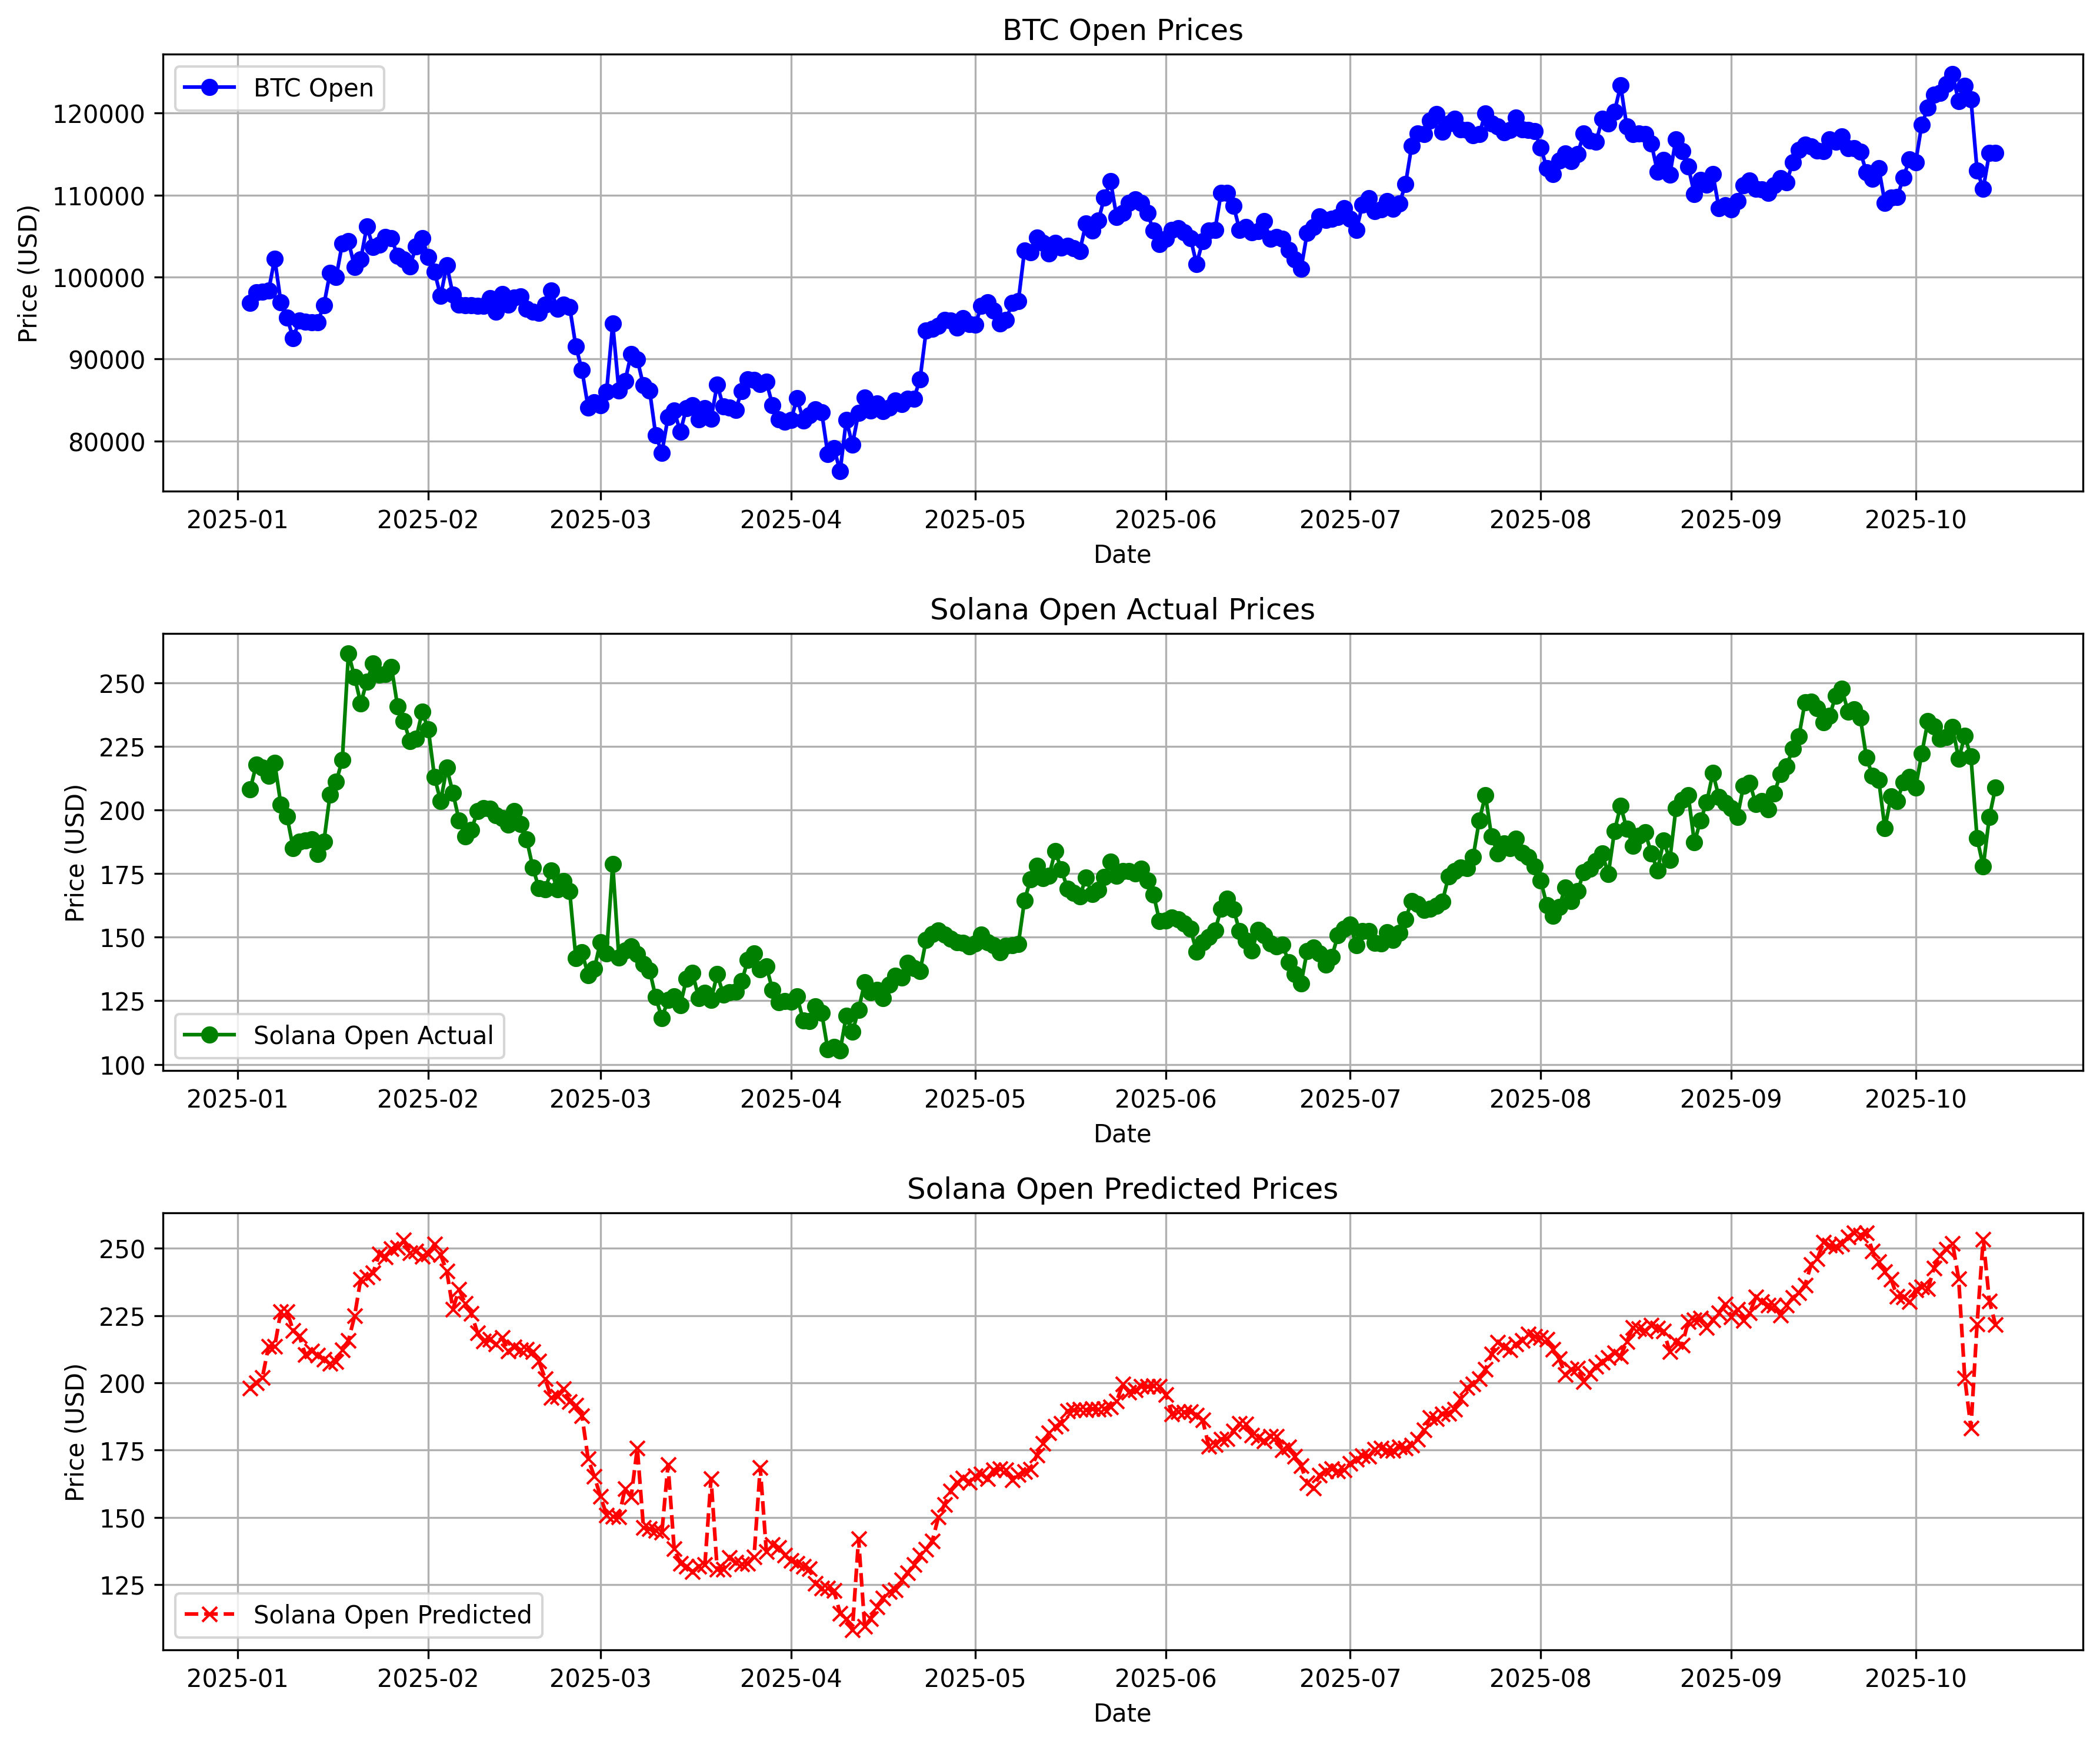 BTC Open Prices
BTC Open
Price (USD)
120000
110000
100000
90000
80000
2025-01 2025-02 2025-03 2025-04 2025-05 2025-06 2025-07 2025-08 2025-09 2025-10
Date
Solana Open Actual Prices
Price (USD)
250
225
200
175
150
125
100
Solana Open Actual
2025-01 2025-02 2025-03 2025-04 2025-05 2025-06 2025-07 2025-08 2025-09 2025-10
Date
Solana Open Predicted Prices
Price (USD)
250
225
200
175
150
125
Solana Open Predicted
2025-01 2025-02 2025-03 2025-04 2025-05 2025-06 2025-07 2025-08 2025-09 2025-10
Date